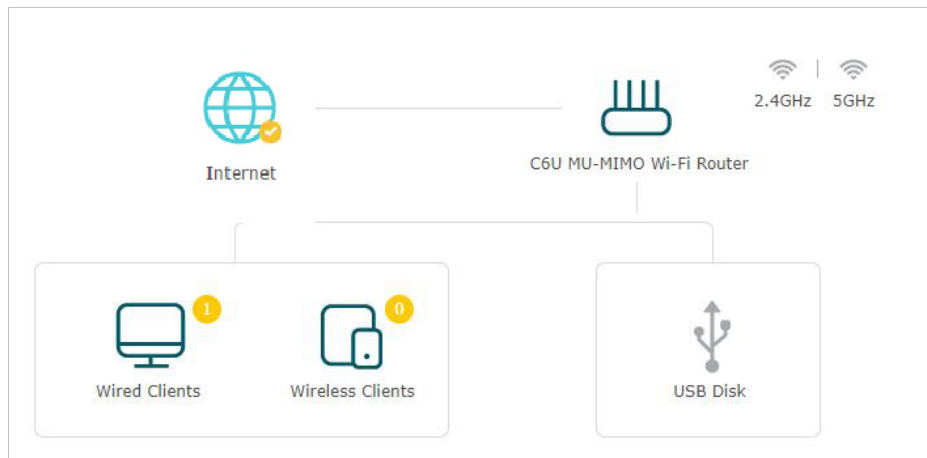 2.4GHz | 5GHz
Internet
C6U MU-MIMO Wi-Fi Router
1
0
Wired Clients
Wireless Clients
USB Disk